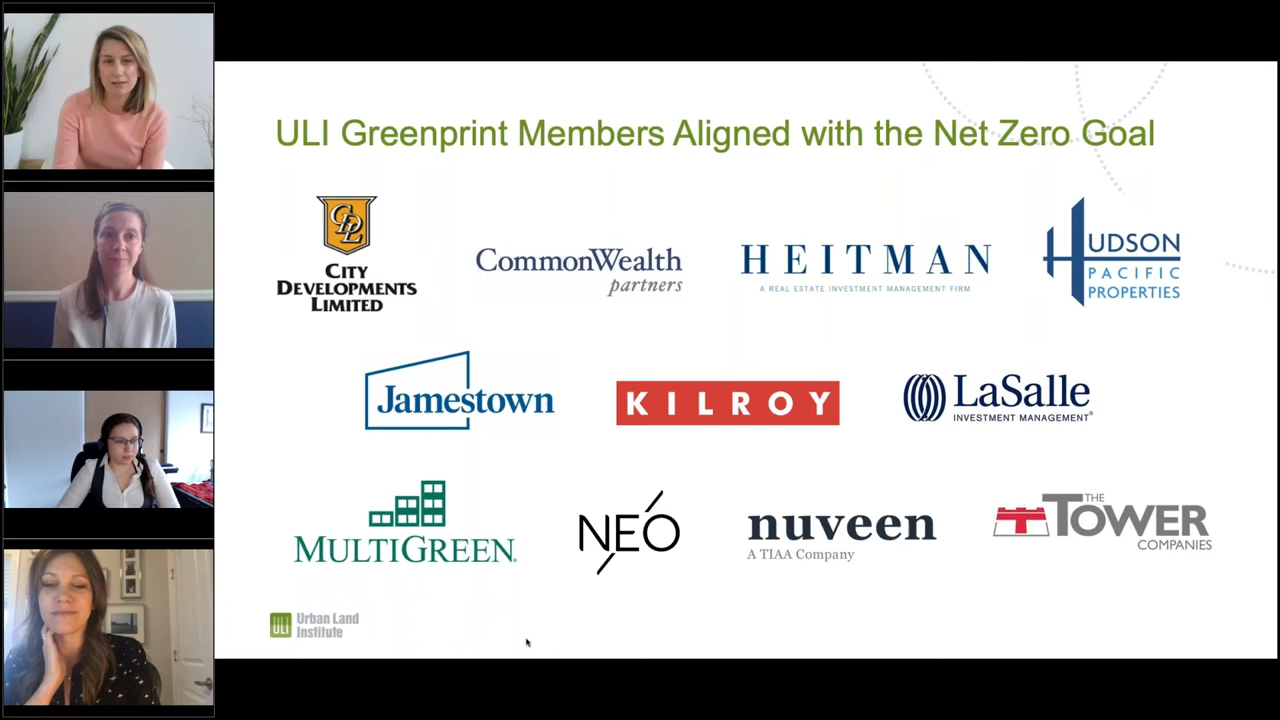 ULI Greenprint Members Aligned with the Net Zero Goal
CDL
CITY
DEVELOPMENTS
LIMITED
COMMONWEALTH
partners
HEITMAN
A REAL ESTATE INVESTMENT MANAGEMENT FIRM
HUDSON
PACIFIC
PROPERTIES
Jamestown
KILROY
LaSalle
INVESTMENT MANAGEMENT®
MULTIGREEN®
NEO
nuveen
A TIAA Company
THE
TOWER
COMPANIES
ULI
Urban Land
Institute